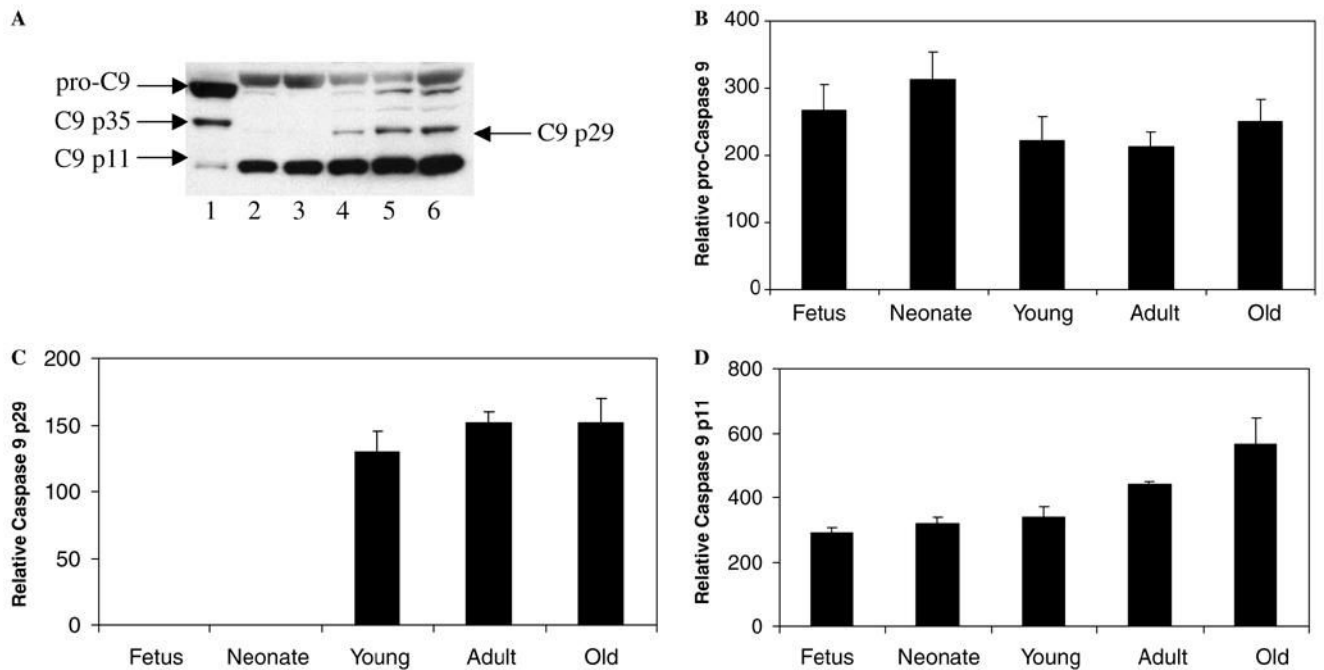 A
pro-C9
C9 p35
C9 p11
C9 p29
1 2 3 4 5 6
B
Relative pro-Caspase 9
400
300
200
100
0
Fetus Neonate Young Adult Old
C
Relative Caspase 9 p29
200
150
100
50
0
Fetus Neonate Young Adult Old
D
Relative Caspase 9 p11
800
600
400
200
0
Fetus Neonate Young Adult Old